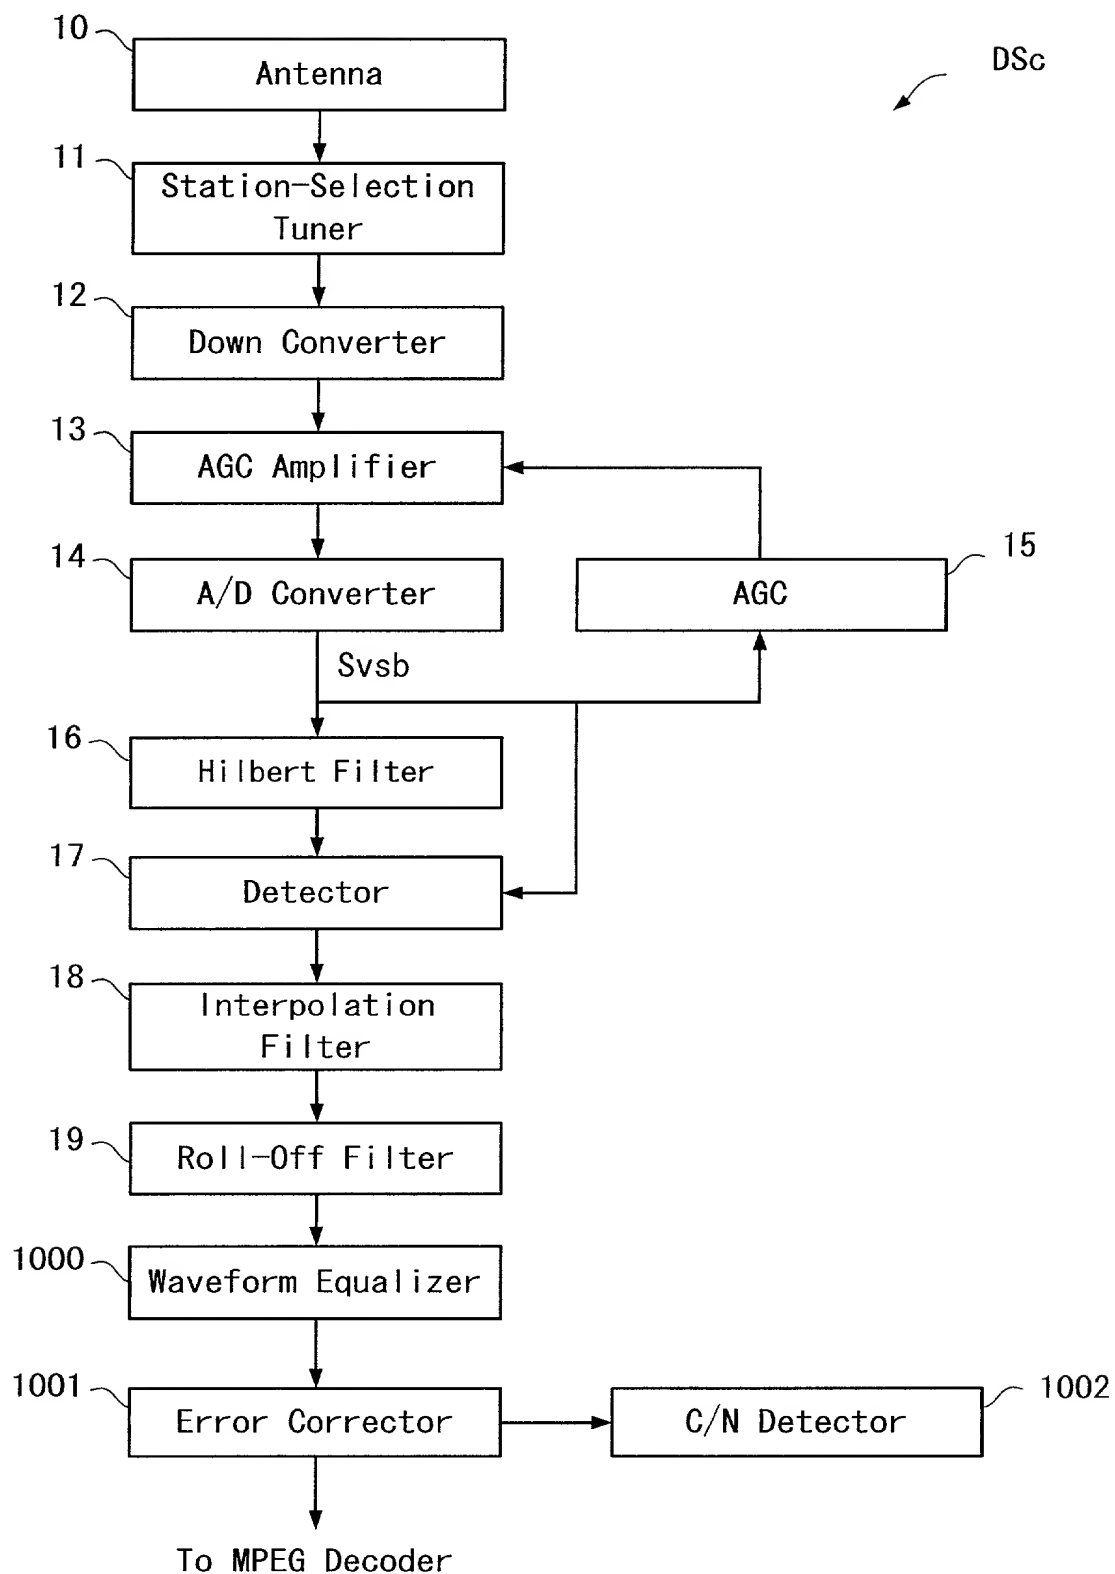 10
Antenna
DSc
11
Station-Selection
Tuner
12
Down Converter
13
AGC Amplifier
14
A/D Converter
15
AGC
Svsb
16
Hilbert Filter
17
Detector
18
Interpolation
Filter
19
Roll-Off Filter
1000
Waveform Equalizer
1001
Error Corrector
1002
C/N Detector
To MPEG Decoder